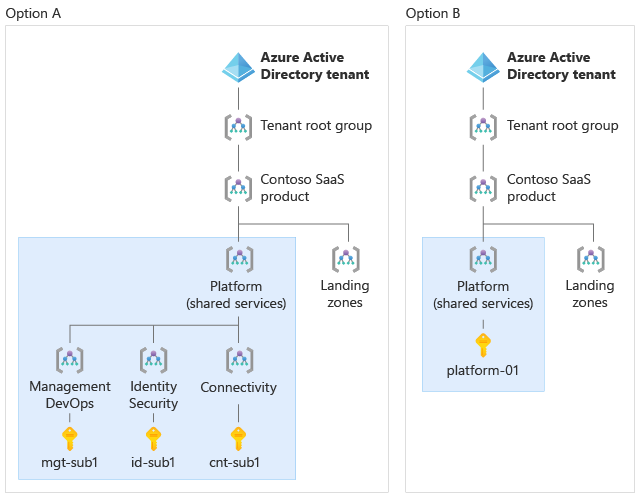 Option A
Azure Active
Directory tenant
Tenant root group
Contoso SaaS
product
Platform
(shared services)
Landing
zones
Management
DevOps
Identity
Security
Connectivity
mgt-sub1
id-sub1
cnt-sub1
Option B
Azure Active
Directory tenant
Tenant root group
Contoso SaaS
product
Platform
(shared services)
Landing
zones
platform-01